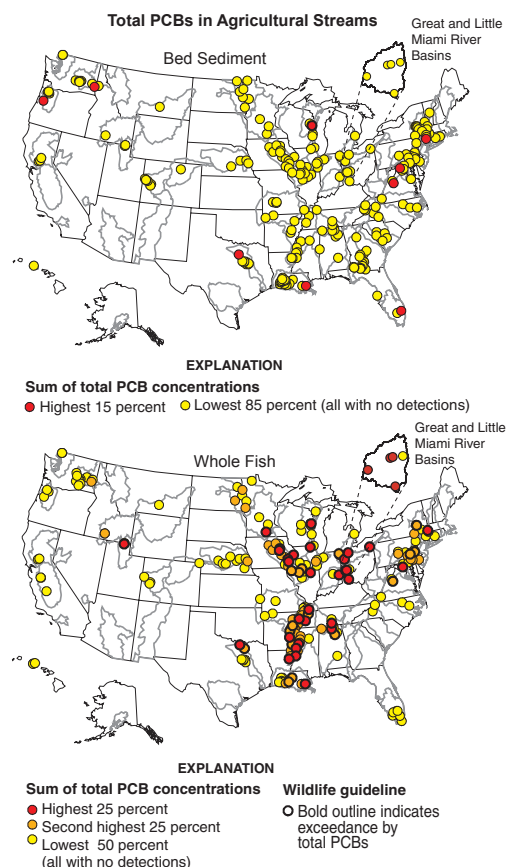 Total PCBs in Agricultural Streams
Great and Little
Miami River
Basins
Bed Sediment
EXPLANATION
Sum of total PCB concentrations
Highest 15 percent
Lowest 85 percent (all with no detections)
Great and Little
Miami River
Basins
Whole Fish
EXPLANATION
Sum of total PCB concentrations
Highest 25 percent
Second highest 25 percent
Lowest 50 percent
(all with no detections)
Wildlife guideline
Bold outline indicates
exceedance by
total PCBs